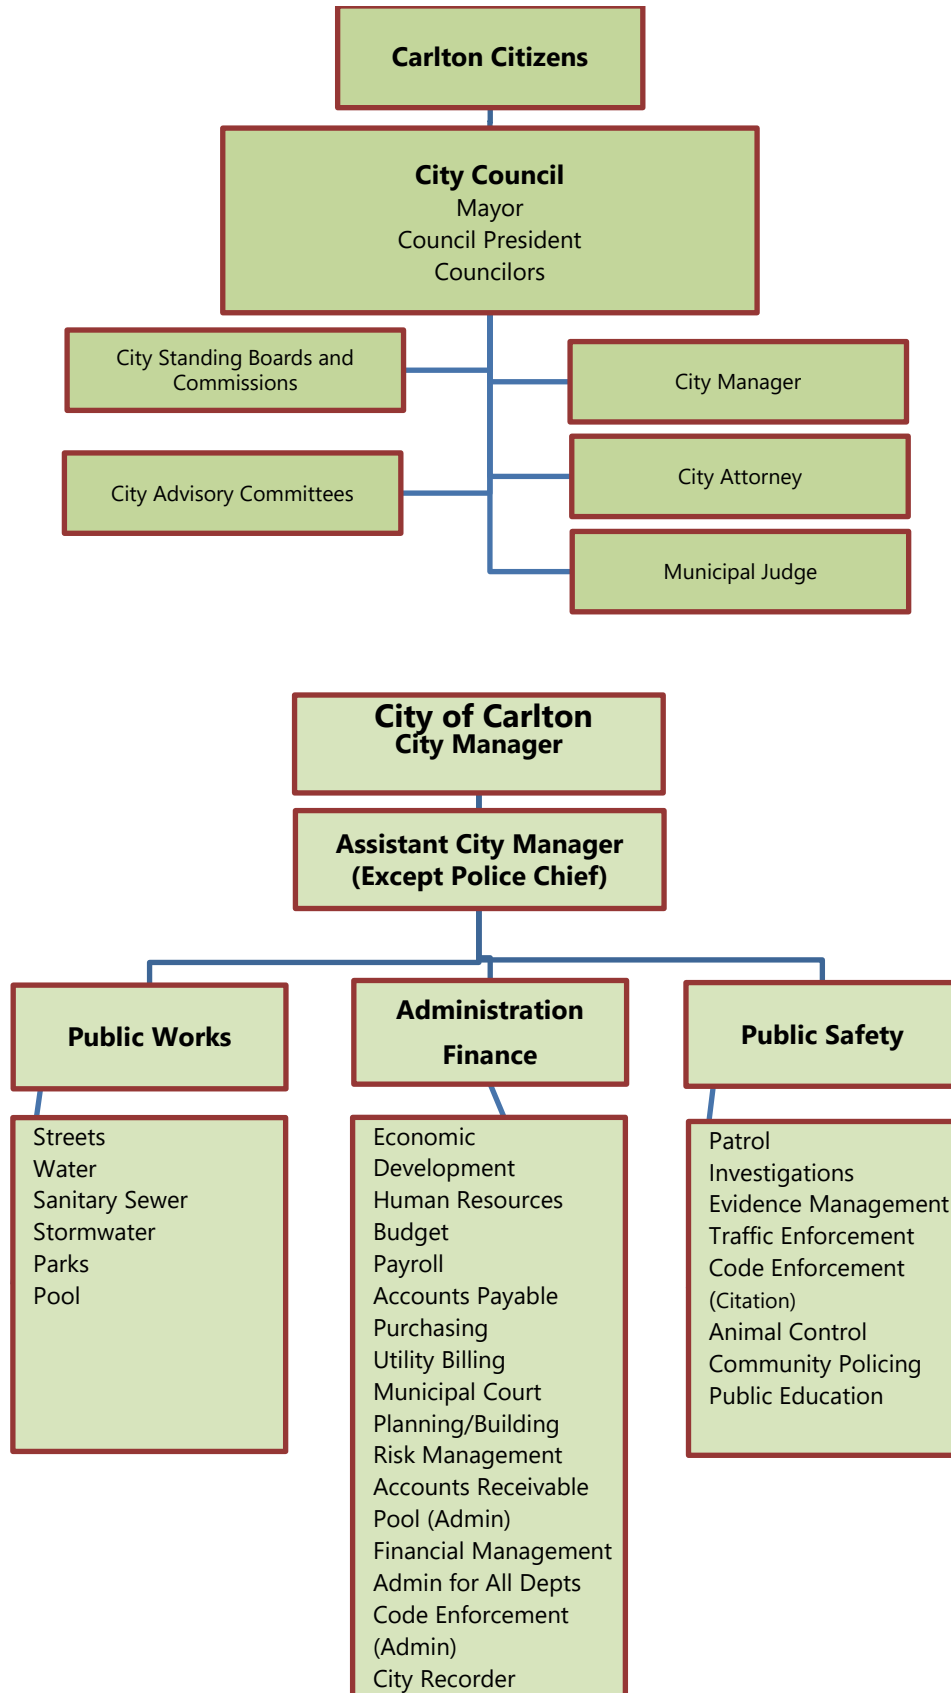 Carlton Citizens
City Council
Mayor
Council President
Councilors
City Standing Boards and
Commissions
City Manager
City Advisory Committees
City Attorney
Municipal Judge
City of Carlton
City Manager
Assistant City Manager
(Except Police Chief)
Public Works
Administration
Finance
Public Safety
Streets
Water
Sanitary Sewer
Stormwater
Parks
Pool
Economic
Development
Human Resources
Budget
Payroll
Accounts Payable
Purchasing
Utility Billing
Municipal Court
Planning/Building
Risk Management
Accounts Receivable
Pool (Admin)
Financial Management
Admin for All Depts
Code Enforcement
(Admin)
City Recorder
Patrol
Investigations
Evidence Management
Traffic Enforcement
Code Enforcement
(Citation)
Animal Control
Community Policing
Public Education